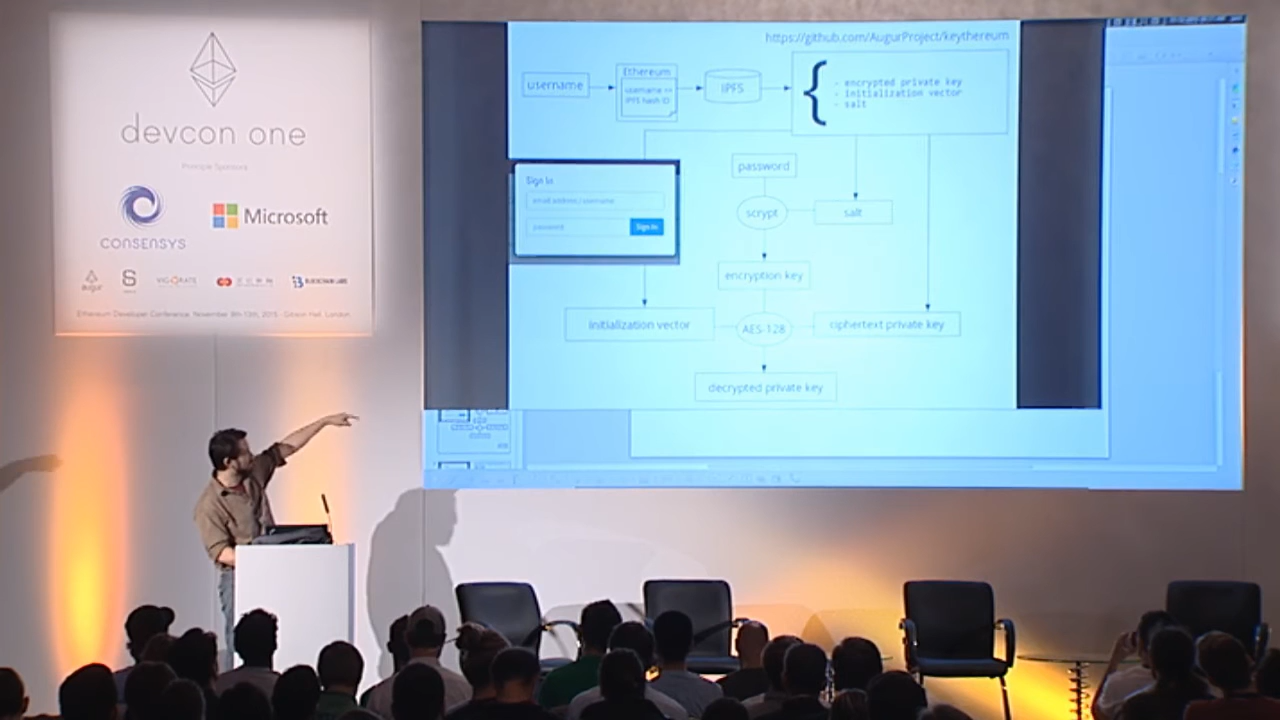 devcon one
Principle Sponsors
CONSENSYS
Microsoft
augur
VIGORATE
BLOCKCHAIN LABS
Ethereum Developer Conference, November 9th-13th, 2015 - Gibson Hall, London
https://github.com/AugurProject/keythereum
username
Ethereum
username =>
IPFS hash ID
IPFS
{
- encrypted private key
- initialization vector
- salt
Sign In
email address / username
password
Sign In
password
scrypt
salt
encryption key
initialization vector
AES-128
ciphertext private key
decrypted private key